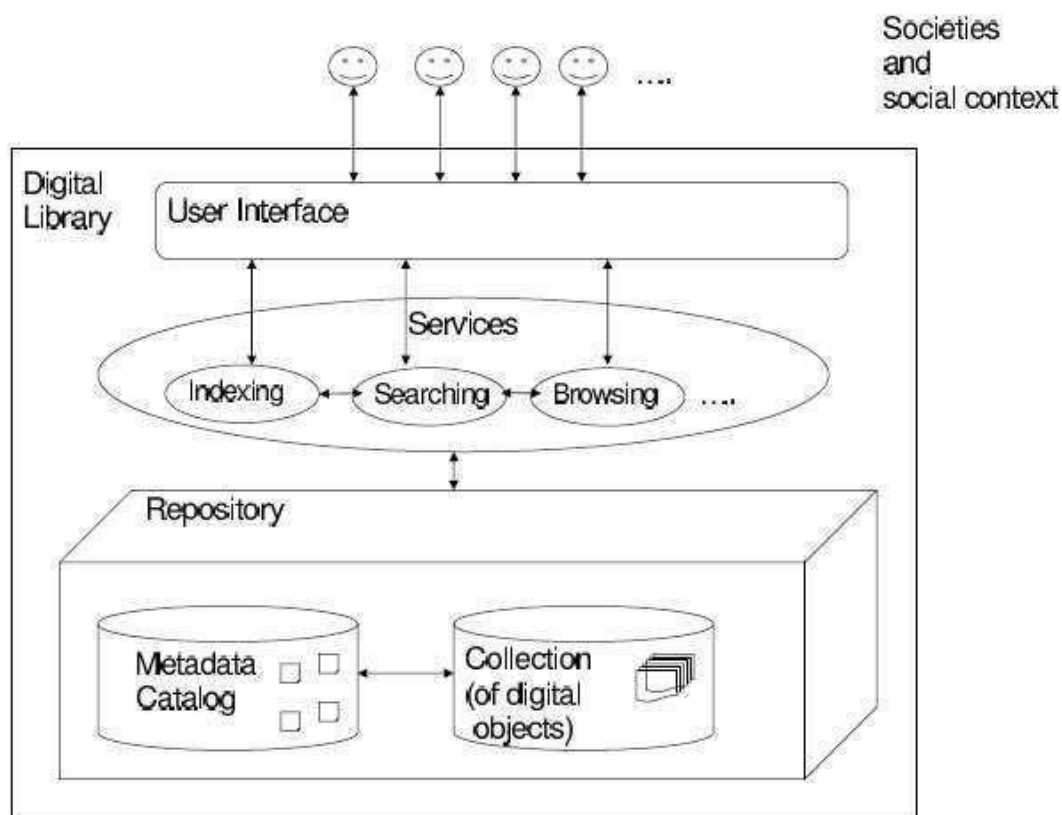 Societies
and
social context
....
Digital
Library
User Interface
Services
Indexing
Searching
Browsing
....
Repository
Metadata
Catalog
Collection
(of digital
objects)